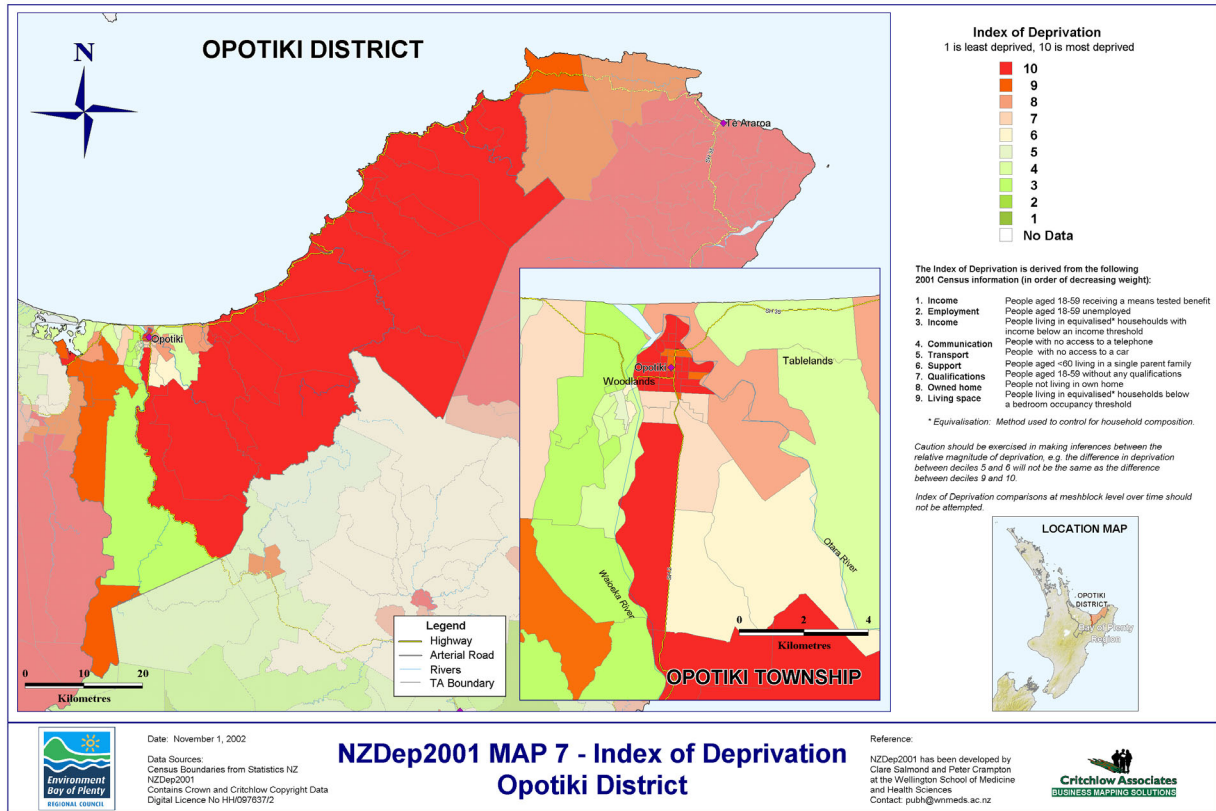 OPOTIKI DISTRICT
N
Te Araroa
Opotiki
0 10 20
Kilometres
Legend
Highway
Arterial Road
Rivers
TA Boundary
SH 35
Tablelands
Opotiki
Woodlands
Waioeka River
Otara River
0 2 4
Kilometres
OPOTIKI TOWNSHIP
Index of Deprivation
1 is least deprived, 10 is most deprived
10
9
8
7
6
5
4
3
2
1
No Data
The Index of Deprivation is derived from the following
2001 Census information (in order of decreasing weight):
1. Income People aged 18-59 receiving a means tested benefit
2. Employment People aged 18-59 unemployed
3. Income People living in equivalised* households with
income below an income threshold
4. Communication People with no access to a telephone
5. Transport People with no access to a car
6. Support People aged <60 living in a single parent family
7. Qualifications People aged 18-59 without any qualifications
8. Owned home People not living in own home
9. Living space People living in equivalised* households below
a bedroom occupancy threshold
* Equivalisation: Method used to control for household composition.
Caution should be exercised in making inferences between the
relative magnitude of deprivation, e.g. the difference in deprivation
between deciles 5 and 6 will not be the same as the difference
between deciles 9 and 10.
Index of Deprivation comparisons at meshblock level over time should
not be attempted.
LOCATION MAP
OPOTIKI
DISTRICT
Bay of Plenty
Region
Environment
Bay of Plenty
REGIONAL COUNCIL
Date: November 1, 2002
Data Sources:
Census Boundaries from Statistics NZ
NZDep2001
Contains Crown and Critchlow Copyright Data
Digital Licence No HH/097637/2
NZDep2001 MAP 7 - Index of Deprivation
Opotiki District
Reference:
NZDep2001 has been developed by
Clare Salmond and Peter Crampton
at the Wellington School of Medicine
and Health Sciences
Contact: pubh@wnmeds.ac.nz
Critchlow Associates
BUSINESS MAPPING SOLUTIONS